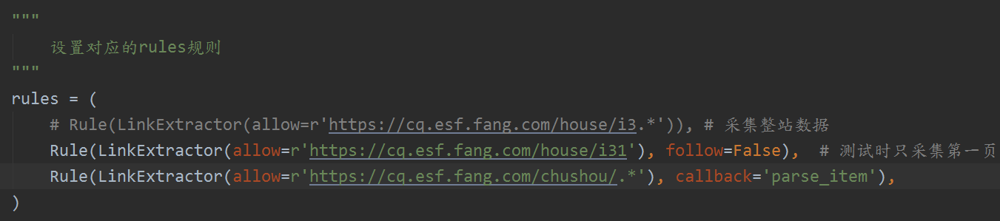 """
    设置对应的rules规则
"""
rules = (
    # Rule(LinkExtractor(allow=r'https://cq.esf.fang.com/house/i3.*')), # 采集整站数据
    Rule(LinkExtractor(allow=r'https://cq.esf.fang.com/house/i31'), follow=False),  # 测试时只采集第一页
    Rule(LinkExtractor(allow=r'https://cq.esf.fang.com/chushou/.*'), callback='parse_item'),
)